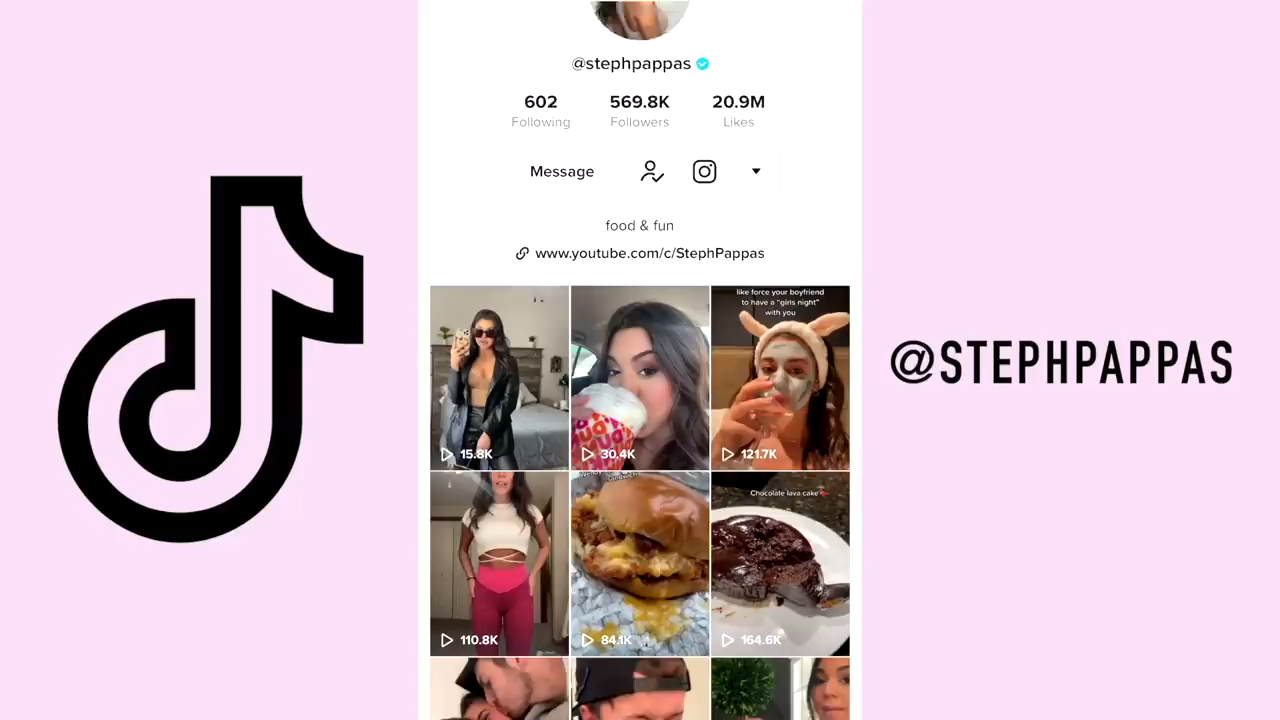 @stephpappas
602 569.8K 20.9M
Following Followers Likes
Message
food & fun
www.youtube.com/c/StephPappas
like force your boyfriend
to have a "girls night"
with you
15.8K
30.4K
121.7K
Chocolate lava cake
110.8K
84.1K
164.6K
@STEPHPAPPAS